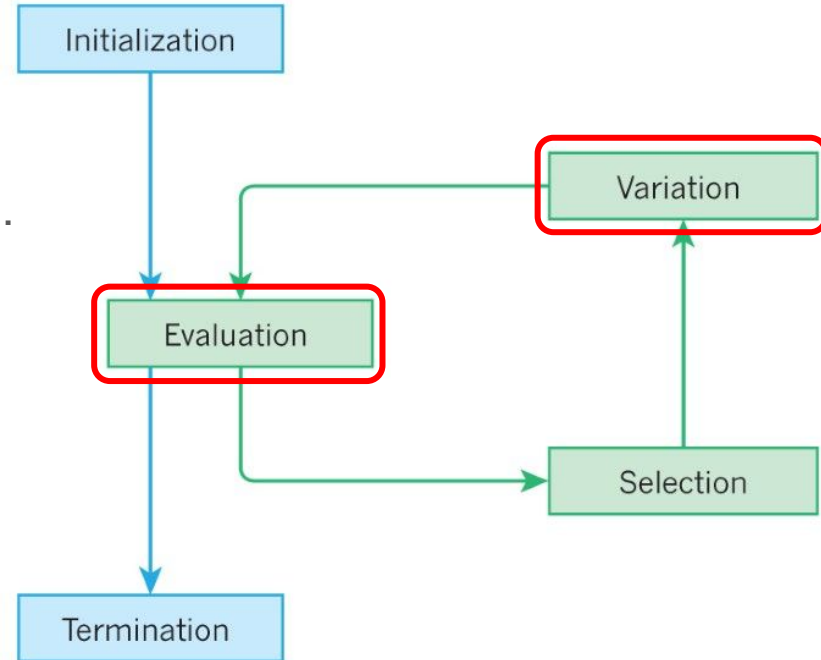 Initialization
Variation
.
Evaluation
Selection
Termination